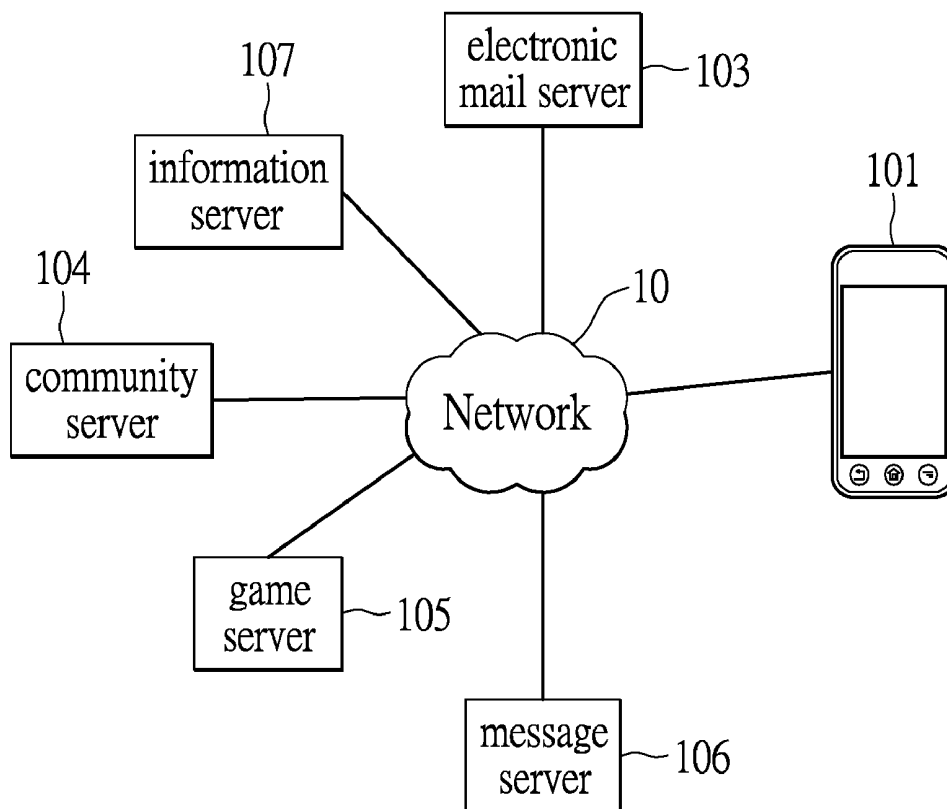 electronic
mail server
103
107
information
server
101
104
10
community
server
Network
game
server
105
message
server
106